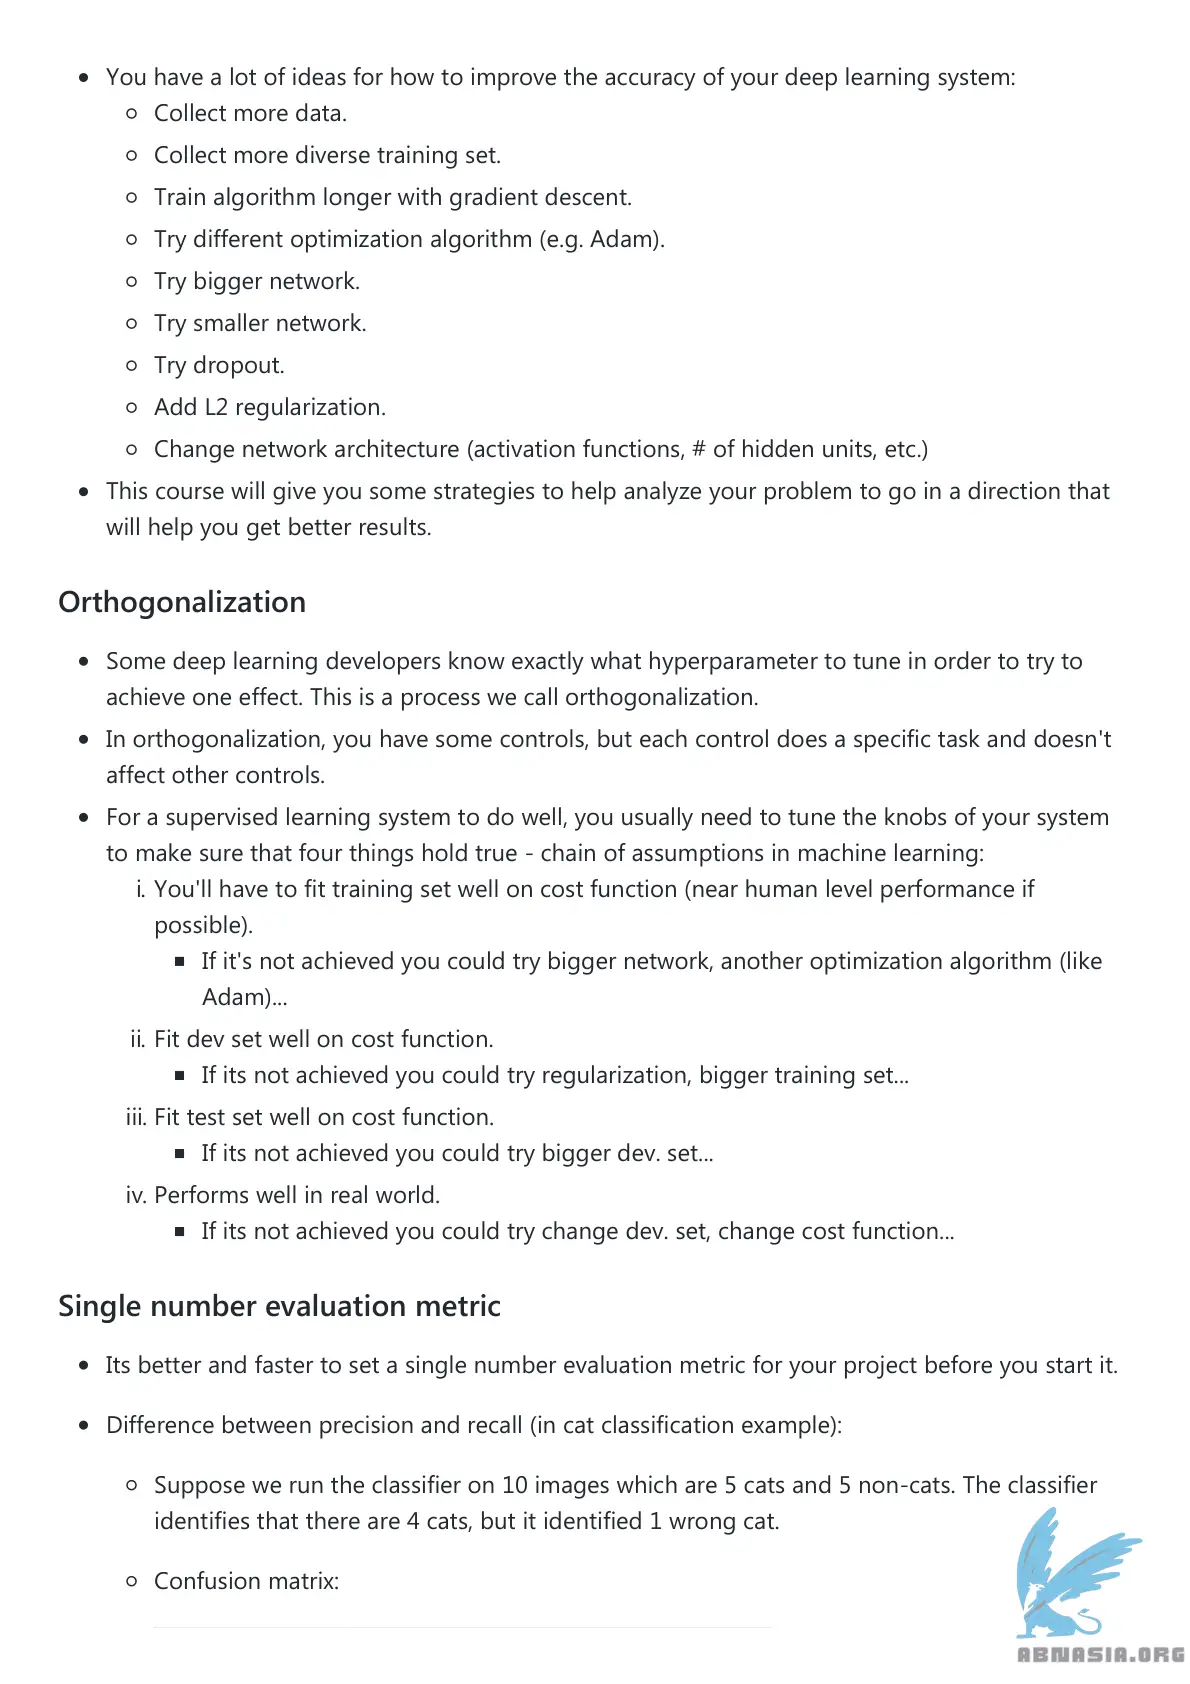 You have a lot of ideas for how to improve the accuracy of your deep learning system:
Collect more data.
Collect more diverse training set.
Train algorithm longer with gradient descent.
Try different optimization algorithm (e.g. Adam).
Try bigger network.
Try smaller network.
Try dropout.
Add L2 regularization.
Change network architecture (activation functions, # of hidden units, etc.)
This course will give you some strategies to help analyze your problem to go in a direction that
will help you get better results.
Orthogonalization
Some deep learning developers know exactly what hyperparameter to tune in order to try to
achieve one effect. This is a process we call orthogonalization.
In orthogonalization, you have some controls, but each control does a specific task and doesn't
affect other controls.
For a supervised learning system to do well, you usually need to tune the knobs of your system
to make sure that four things hold true - chain of assumptions in machine learning:
i. You'll have to fit training set well on cost function (near human level performance if
possible).
If it's not achieved you could try bigger network, another optimization algorithm (like
Adam)...
ii. Fit dev set well on cost function.
If its not achieved you could try regularization, bigger training set...
iii. Fit test set well on cost function.
If its not achieved you could try bigger dev. set...
iv. Performs well in real world.
If its not achieved you could try change dev. set, change cost function...
Single number evaluation metric
Its better and faster to set a single number evaluation metric for your project before you start it.
Difference between precision and recall (in cat classification example):
Suppose we run the classifier on 10 images which are 5 cats and 5 non-cats. The classifier
identifies that there are 4 cats, but it identified 1 wrong cat.
Confusion matrix:
ABNASIA.ORG